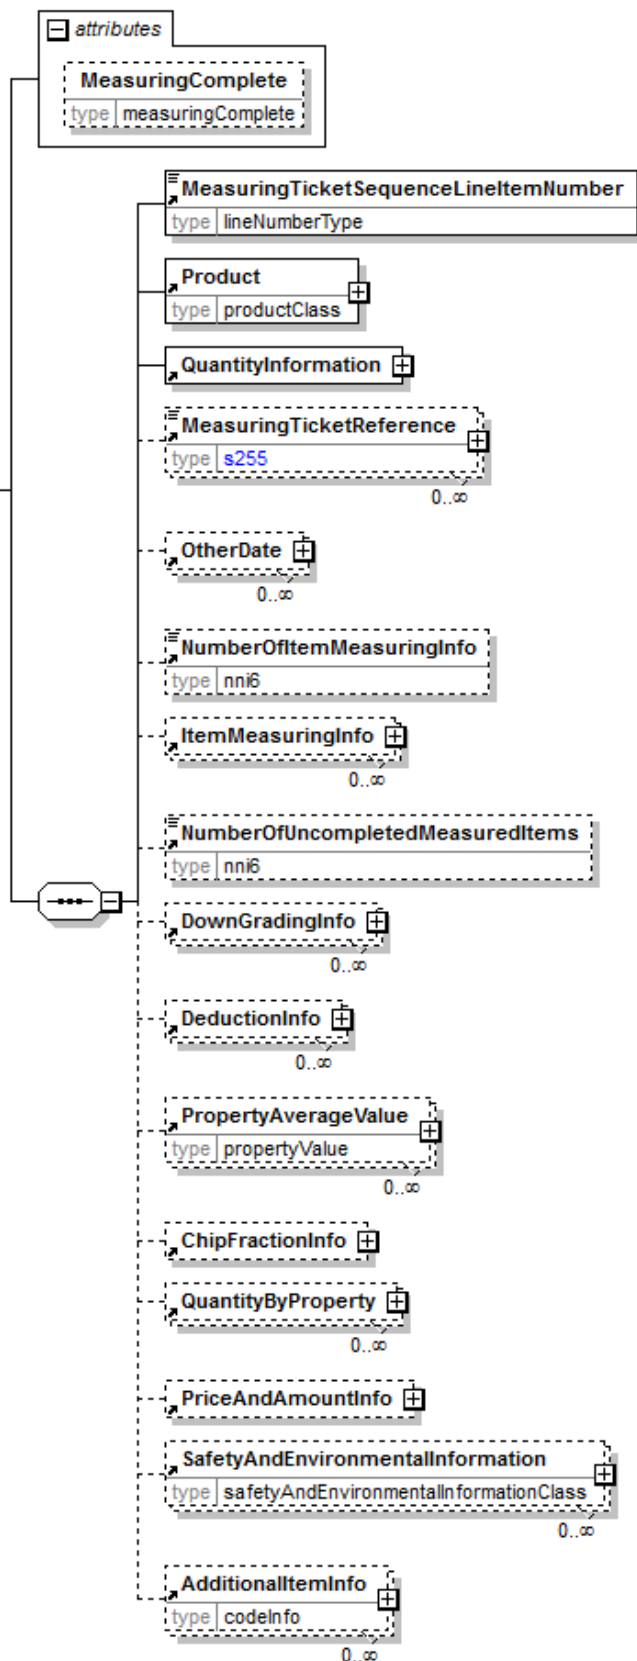 attributes
MeasuringComplete
type measuringComplete
MeasuringTicketSequenceLineItemNumber
type lineNumberType
Product
type productClass
QuantityInformation
MeasuringTicketReference
type s255
0..∞
OtherDate
0..∞
NumberOfItemMeasuringInfo
type nni6
ItemMeasuringInfo
0..∞
NumberOfUncompletedMeasuredItems
type nni6
DownGradingInfo
0..∞
DeductionInfo
0..∞
PropertyAverageValue
type propertyValue
0..∞
ChipFractionInfo
QuantityByProperty
0..∞
PriceAndAmountInfo
SafetyAndEnvironmentalInformation
type safetyAndEnvironmentalInformationClass
0..∞
AdditionalItemInfo
type codeInfo
0..∞